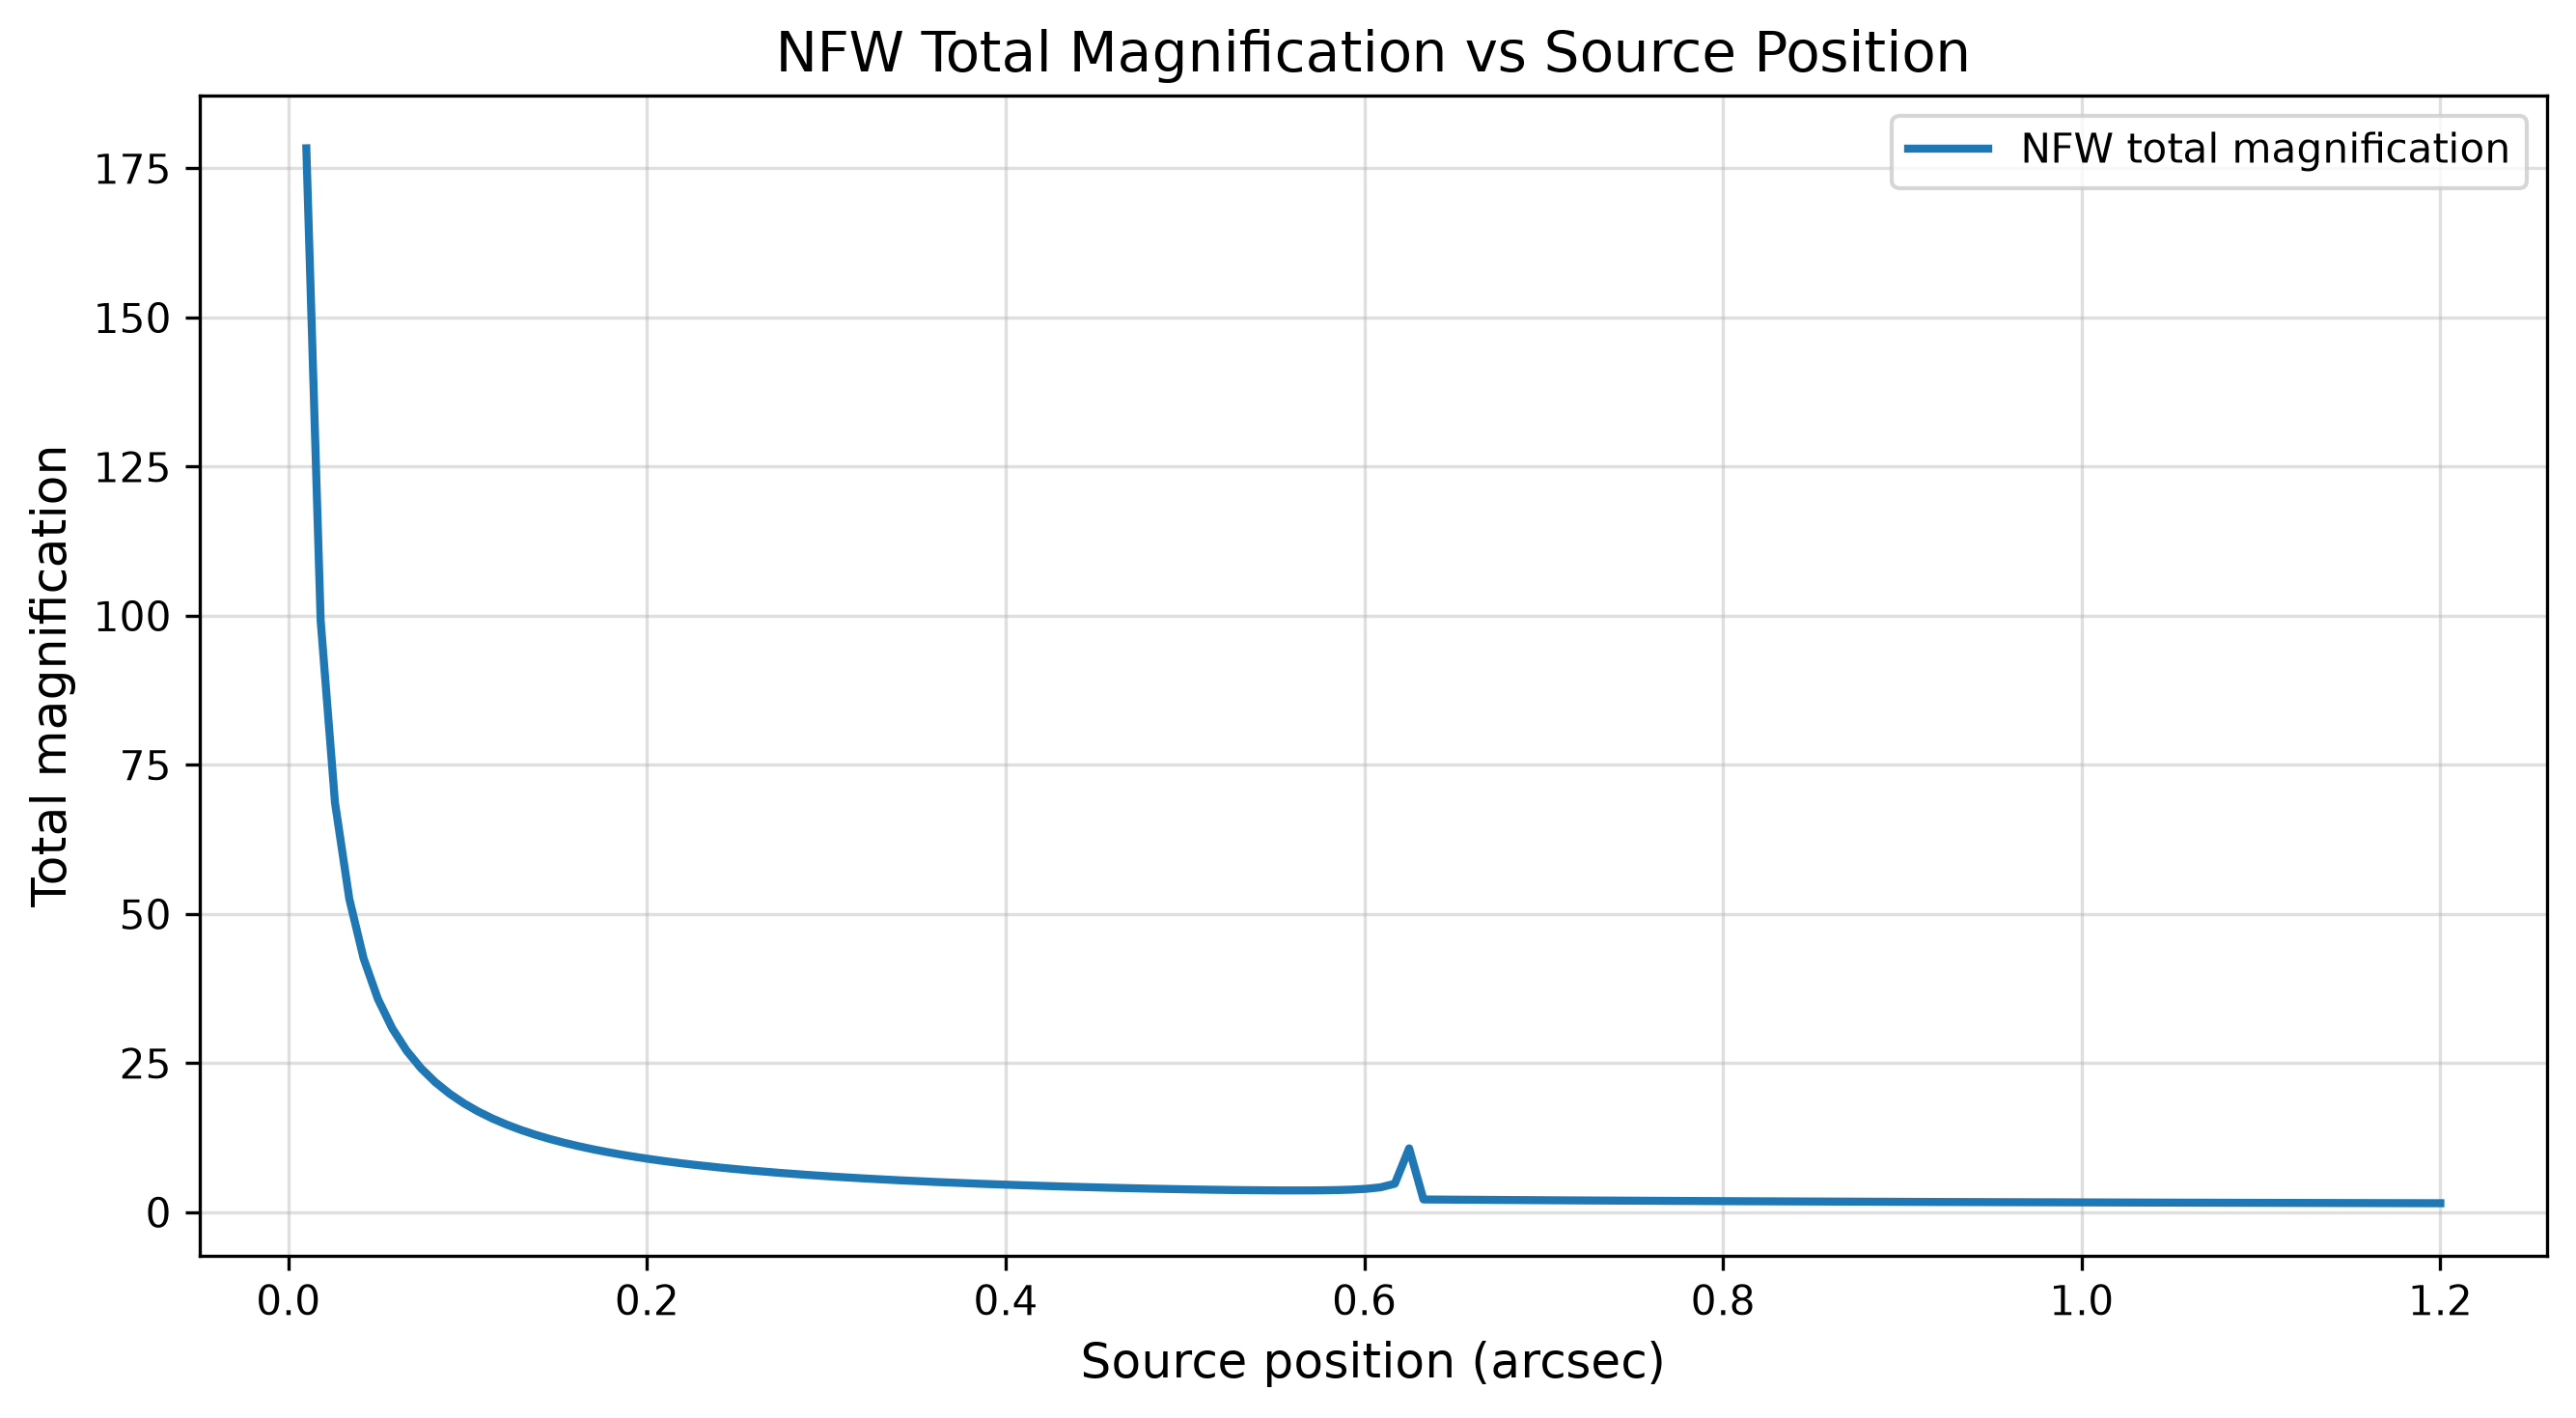 NFW Total Magnification vs Source Position
NFW total magnification
Total magnification
175
150
125
100
75
50
25
0
0.0 0.2 0.4 0.6 0.8 1.0 1.2
Source position (arcsec)